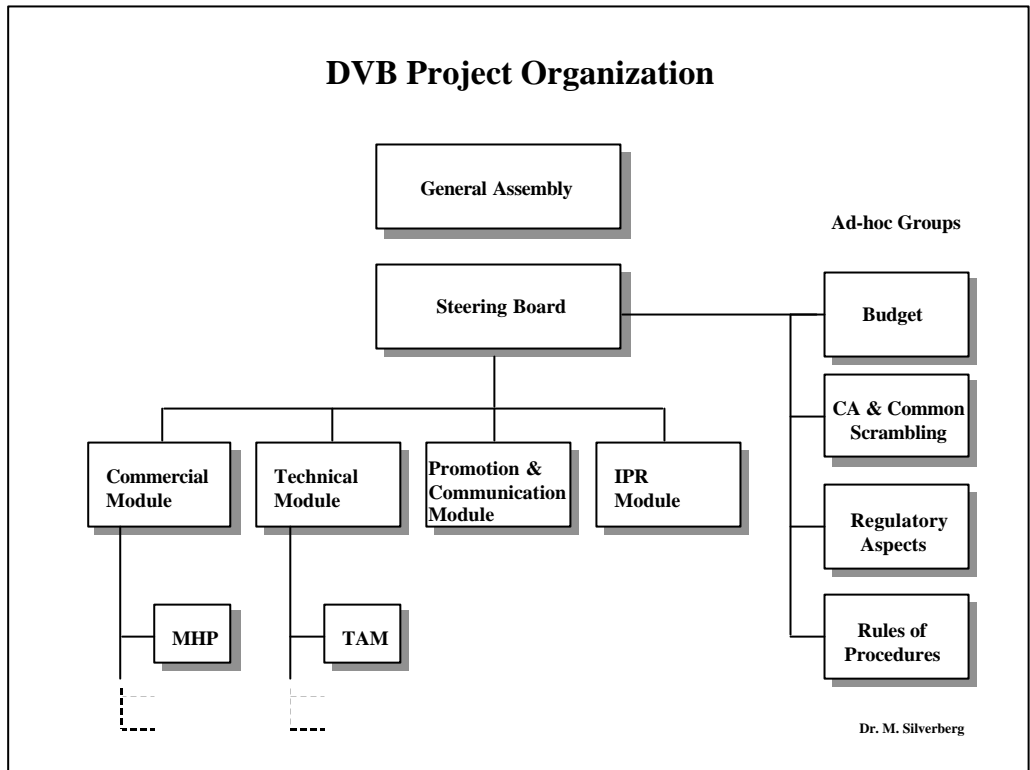 DVB Project Organization
General Assembly
Ad-hoc Groups
Steering Board
Budget
CA & Common
Scrambling
Commercial
Module
Technical
Module
Promotion &
Communication
Module
IPR
Module
Regulatory
Aspects
MHP
TAM
Rules of
Procedures
Dr. M. Silverberg